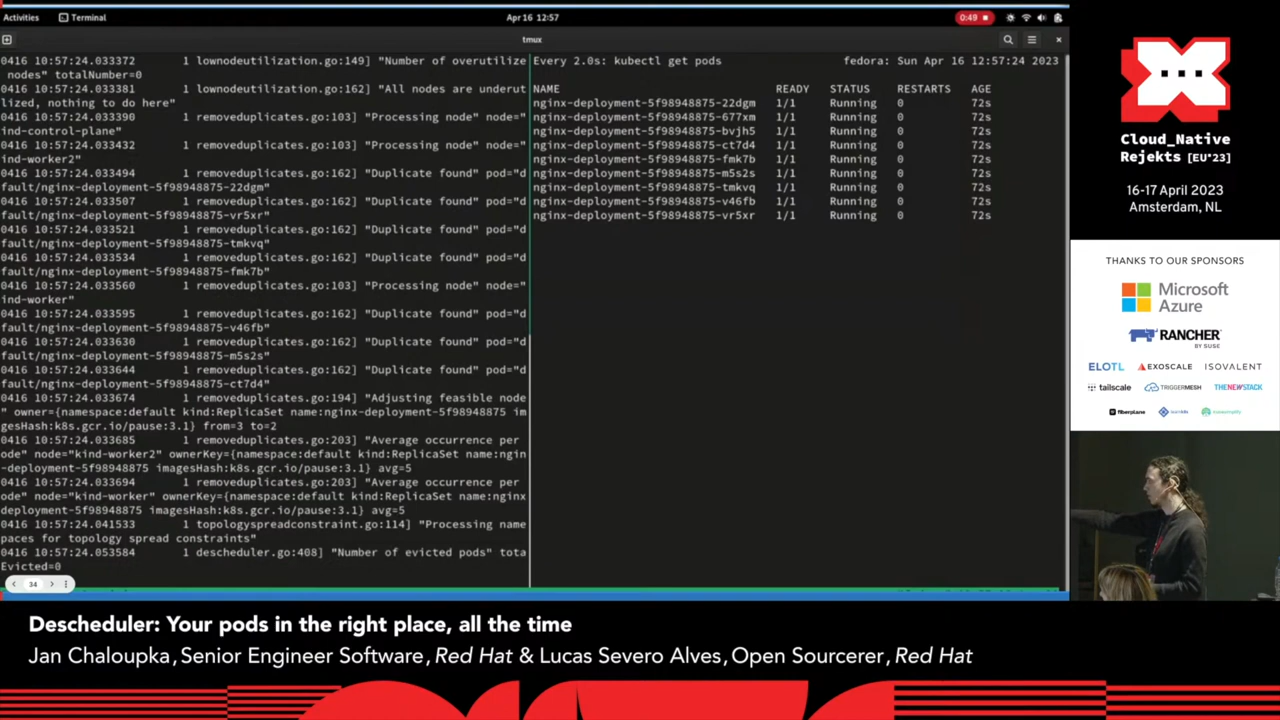 Activities
Terminal
Apr 16 12:57
0:49
tmux
0416 10:57:24.033372 1 lownodeutilization.go:149] "Number of overutilize
nodes" totalNumber=0
0416 10:57:24.033381 1 lownodeutilization.go:162] "All nodes are underut
lized, nothing to do here"
0416 10:57:24.033390 1 removeduplicates.go:103] "Processing node" node="
ind-control-plane"
0416 10:57:24.033432 1 removeduplicates.go:103] "Processing node" node="
ind-worker2"
0416 10:57:24.033494 1 removeduplicates.go:162] "Duplicate found" pod="d
fault/nginx-deployment-5f98948875-22dgm"
0416 10:57:24.033507 1 removeduplicates.go:162] "Duplicate found" pod="d
fault/nginx-deployment-5f98948875-vr5xr"
0416 10:57:24.033521 1 removeduplicates.go:162] "Duplicate found" pod="d
fault/nginx-deployment-5f98948875-tmkvq"
0416 10:57:24.033534 1 removeduplicates.go:162] "Duplicate found" pod="d
fault/nginx-deployment-5f98948875-fmk7b"
0416 10:57:24.033560 1 removeduplicates.go:103] "Processing node" node="
ind-worker"
0416 10:57:24.033595 1 removeduplicates.go:162] "Duplicate found" pod="d
fault/nginx-deployment-5f98948875-v46fb"
0416 10:57:24.033630 1 removeduplicates.go:162] "Duplicate found" pod="d
fault/nginx-deployment-5f98948875-m5s2s"
0416 10:57:24.033644 1 removeduplicates.go:162] "Duplicate found" pod="d
fault/nginx-deployment-5f98948875-ct7d4"
0416 10:57:24.033674 1 removeduplicates.go:194] "Adjusting feasible node
" owner={namespace:default kind:ReplicaSet name:nginx-deployment-5f98948875 im
gesHash:k8s.gcr.io/pause:3.1} from=3 to=2
0416 10:57:24.033685 1 removeduplicates.go:203] "Average occurrence per
ode" node="kind-worker2" ownerKey={namespace:default kind:ReplicaSet name:ngin
-deployment-5f98948875 imagesHash:k8s.gcr.io/pause:3.1} avg=5
0416 10:57:24.033694 1 removeduplicates.go:203] "Average occurrence per
ode" node="kind-worker" ownerKey={namespace:default kind:ReplicaSet name:nginx
deployment-5f98948875 imagesHash:k8s.gcr.io/pause:3.1} avg=5
0416 10:57:24.041533 1 topologyspreadconstraint.go:114] "Processing name
paces for topology spread constraints"
0416 10:57:24.053584 1 descheduler.go:408] "Number of evicted pods" tota
Evicted=0
34
Every 2.0s: kubectl get pods fedora: Sun Apr 16 12:57:24 2023
NAME READY STATUS RESTARTS AGE
nginx-deployment-5f98948875-22dgm 1/1 Running 0 72s
nginx-deployment-5f98948875-677xm 1/1 Running 0 72s
nginx-deployment-5f98948875-bvjh5 1/1 Running 0 72s
nginx-deployment-5f98948875-ct7d4 1/1 Running 0 72s
nginx-deployment-5f98948875-fmk7b 1/1 Running 0 72s
nginx-deployment-5f98948875-m5s2s 1/1 Running 0 72s
nginx-deployment-5f98948875-tmkvq 1/1 Running 0 72s
nginx-deployment-5f98948875-v46fb 1/1 Running 0 72s
nginx-deployment-5f98948875-vr5xr 1/1 Running 0 72s
Cloud_Native
Rejekts [EU'23]
16-17 April 2023
Amsterdam, NL
THANKS TO OUR SPONSORS
Microsoft
Azure
RANCHER
BY SUSE
ELOTL EXOSCALE ISOVALENT
tailscale TRIGGERMESH THENEWSTACK
fiberplane
Descheduler: Your pods in the right place, all the time
Jan Chaloupka, Senior Engineer Software, Red Hat & Lucas Severo Alves, Open Sourcerer, Red Hat